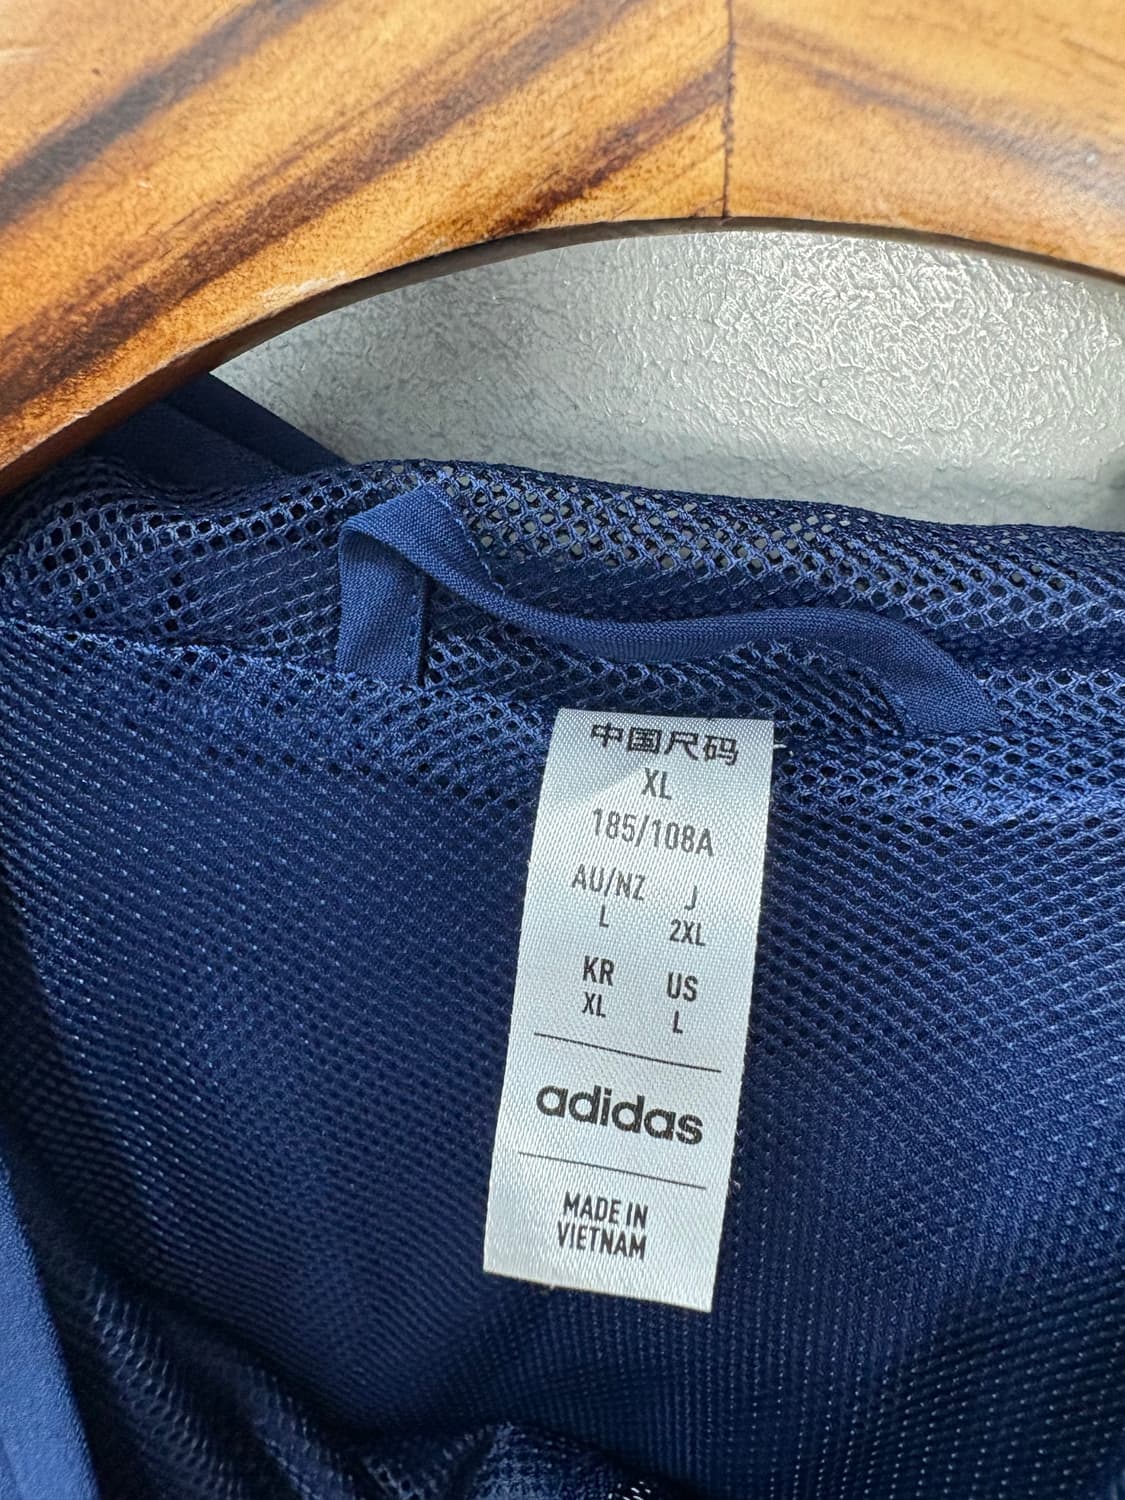 中国尺码
XL
185/108A
AU/NZ J
L 2XL
KR US
XL L
adidas
MADE IN
VIETNAM